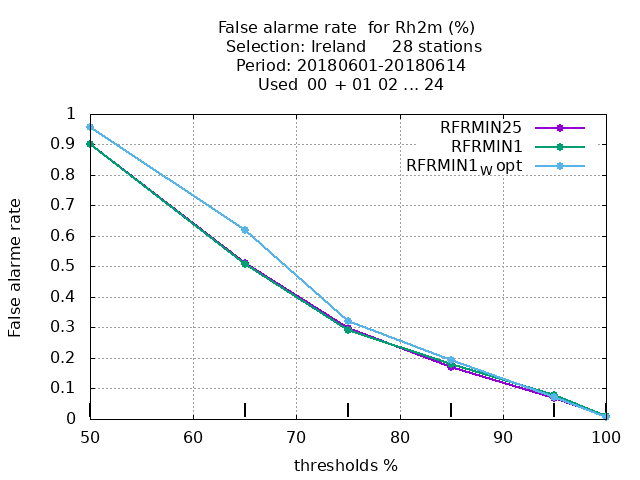 False alarme rate  for Rh2m (%)
Selection: Ireland     28 stations
Period: 20180601-20180614
Used  00 + 01 02 ... 24
1
0.9
0.8
0.7
0.6
0.5
0.4
0.3
0.2
0.1
0
False alarme rate
RFRMIN25
RFRMIN1
RFRMIN1W opt
50
60
70
80
90
100
thresholds %